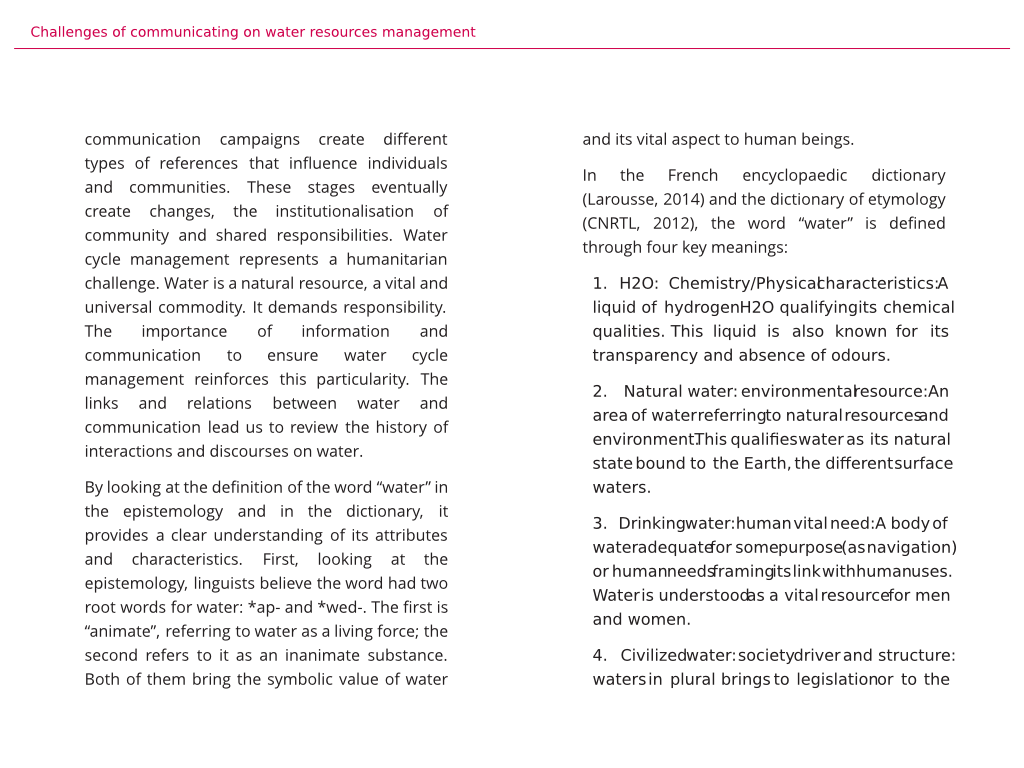 Challenges of communicating on water resources management
communication campaigns create different
types of references that influence individuals
and communities. These stages eventually
create changes, the institutionalisation of
community and shared responsibilities. Water
cycle management represents a humanitarian
challenge. Water is a natural resource, a vital and
universal commodity. It demands responsibility.
The importance of information and
communication to ensure water cycle
management reinforces this particularity. The
links and relations between water and
communication lead us to review the history of
interactions and discourses on water.
By looking at the definition of the word “water” in
the epistemology and in the dictionary, it
provides a clear understanding of its attributes
and characteristics. First, looking at the
epistemology, linguists believe the word had two
root words for water: *ap- and *wed-. The first is
“animate”, referring to water as a living force; the
second refers to it as an inanimate substance.
Both of them bring the symbolic value of water
and its vital aspect to human beings.
In the French encyclopaedic dictionary
(Larousse, 2014) and the dictionary of etymology
(CNRTL, 2012), the word “water” is defined
through four key meanings:
1. H2O: Chemistry/Physical characteristics: A
liquid of hydrogen H2O qualifying its chemical
qualities. This liquid is also known for its
transparency and absence of odours.
2. Natural water: environmental resource: An
area of water referring to natural resources and
environment. This qualifies water as its natural
state bound to the Earth, the different surface
waters.
3. Drinking water: human vital need: A body of
water adequate for some purpose (as navigation)
or human needs framing its link with human uses.
Water is understood as a vital resource for men
and women.
4. Civilized water: society driver and structure:
waters in plural brings to legislation or to the